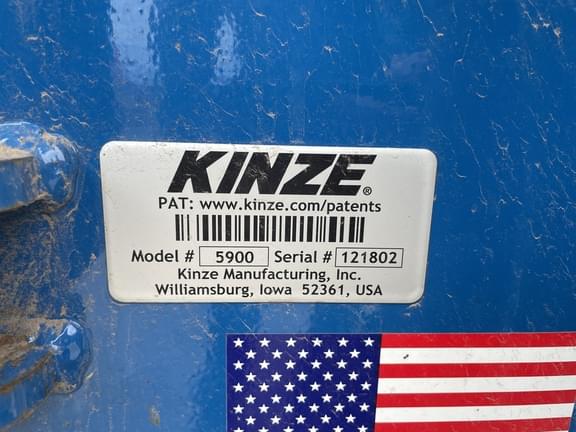 KINZE®
PAT: www.kinze.com/patents
Model # 5900 Serial # 121802
Kinze Manufacturing, Inc.
Williamsburg, Iowa 52361, USA